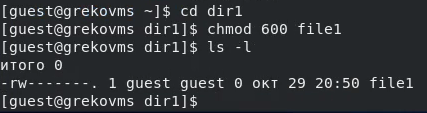 [guest@grekovms ~]$ cd dir1
[guest@grekovms dir1]$ chmod 600 file1
[guest@grekovms dir1]$ ls -l
итого 0
-rw-------. 1 guest guest 0 окт 29 20:50 file1
[guest@grekovms dir1]$